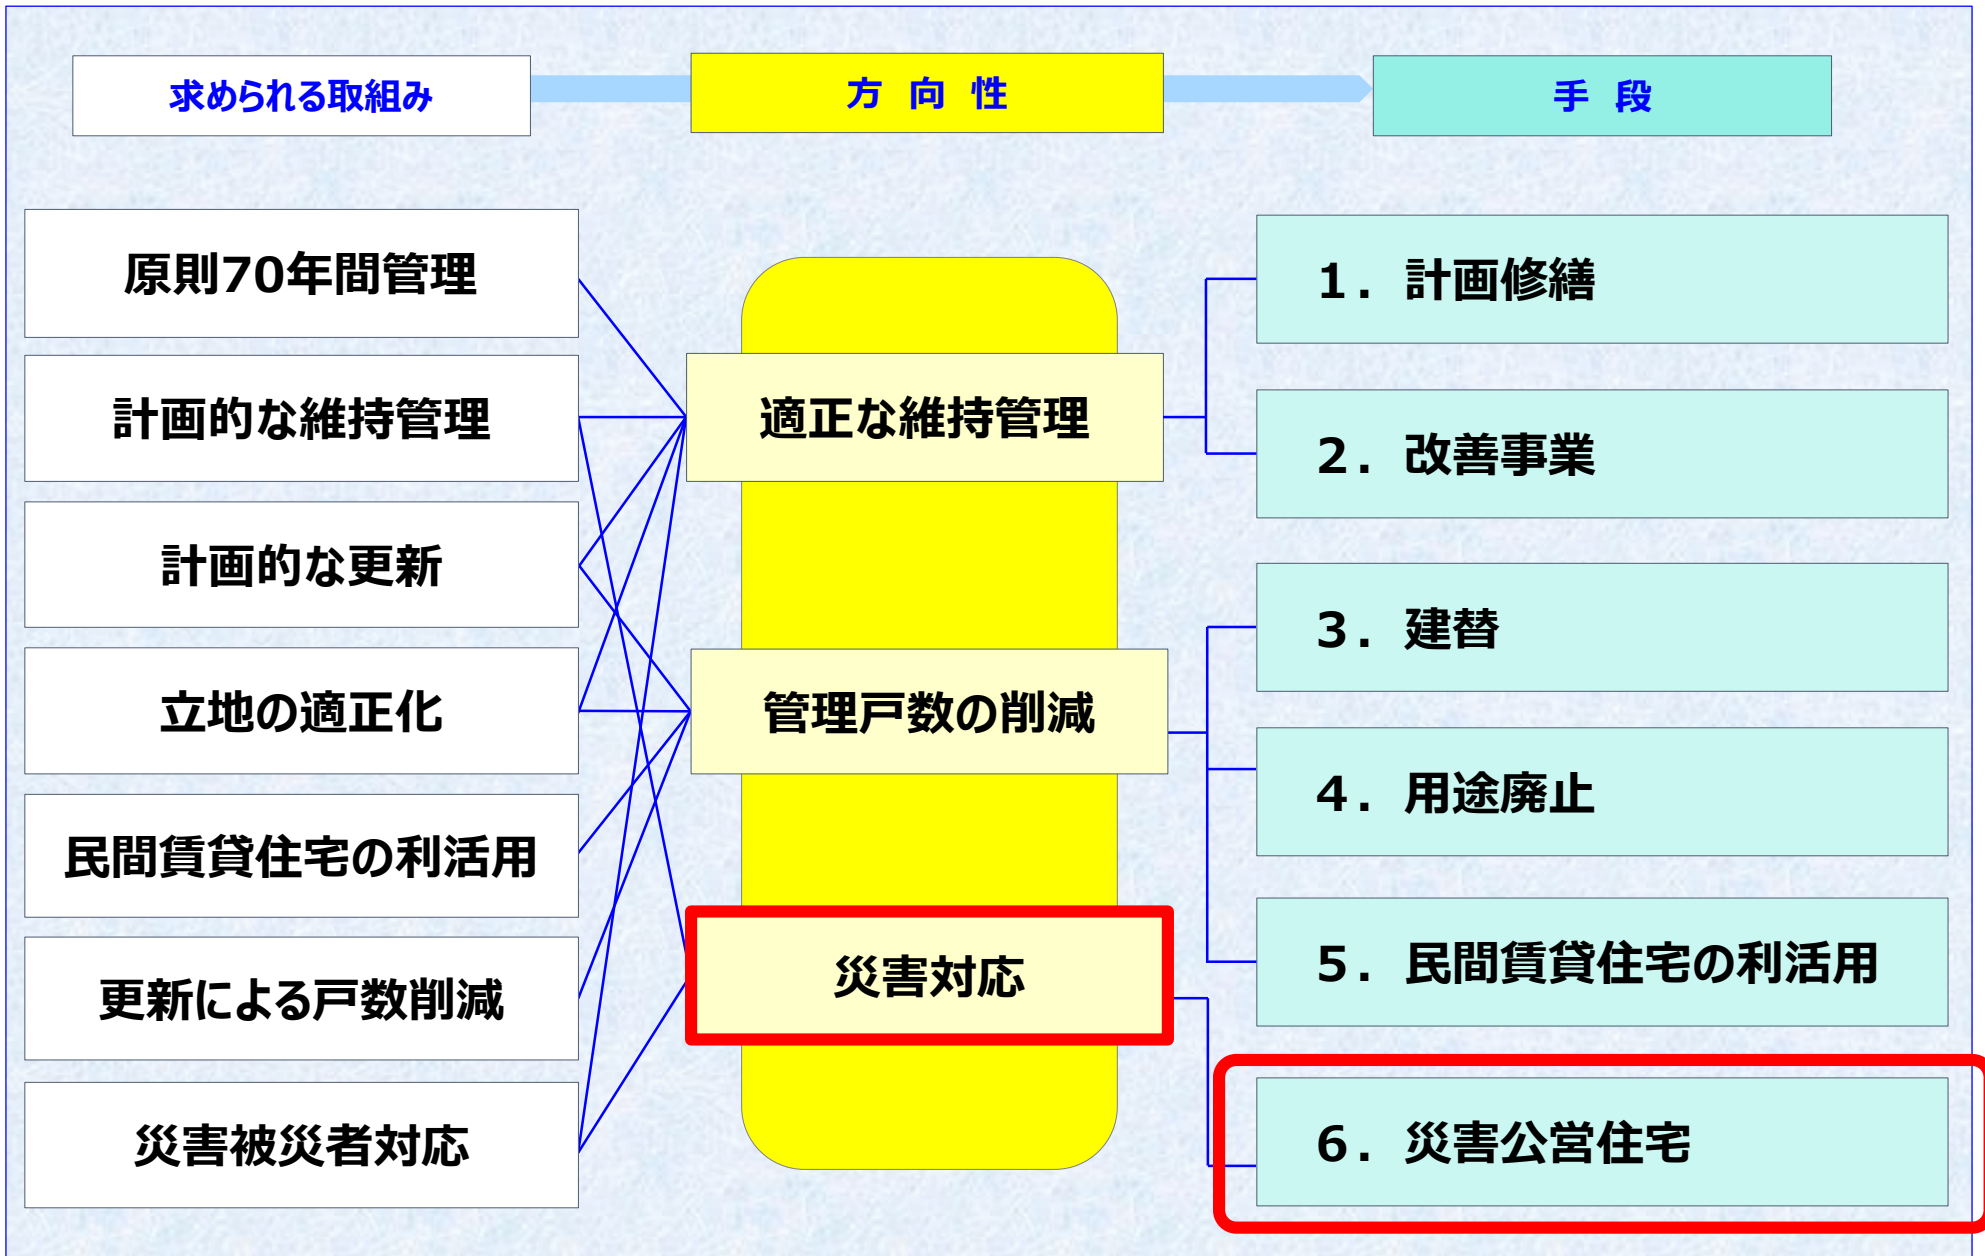 求められる取組み
方 向 性
手 段
原則70年間管理
計画的な維持管理
計画的な更新
立地の適正化
民間賃貸住宅の利活用
更新による戸数削減
災害被災者対応
適正な維持管理
管理戸数の削減
災害対応
1．計画修繕
2．改善事業
3．建替
4．用途廃止
5．民間賃貸住宅の利活用
6．災害公営住宅